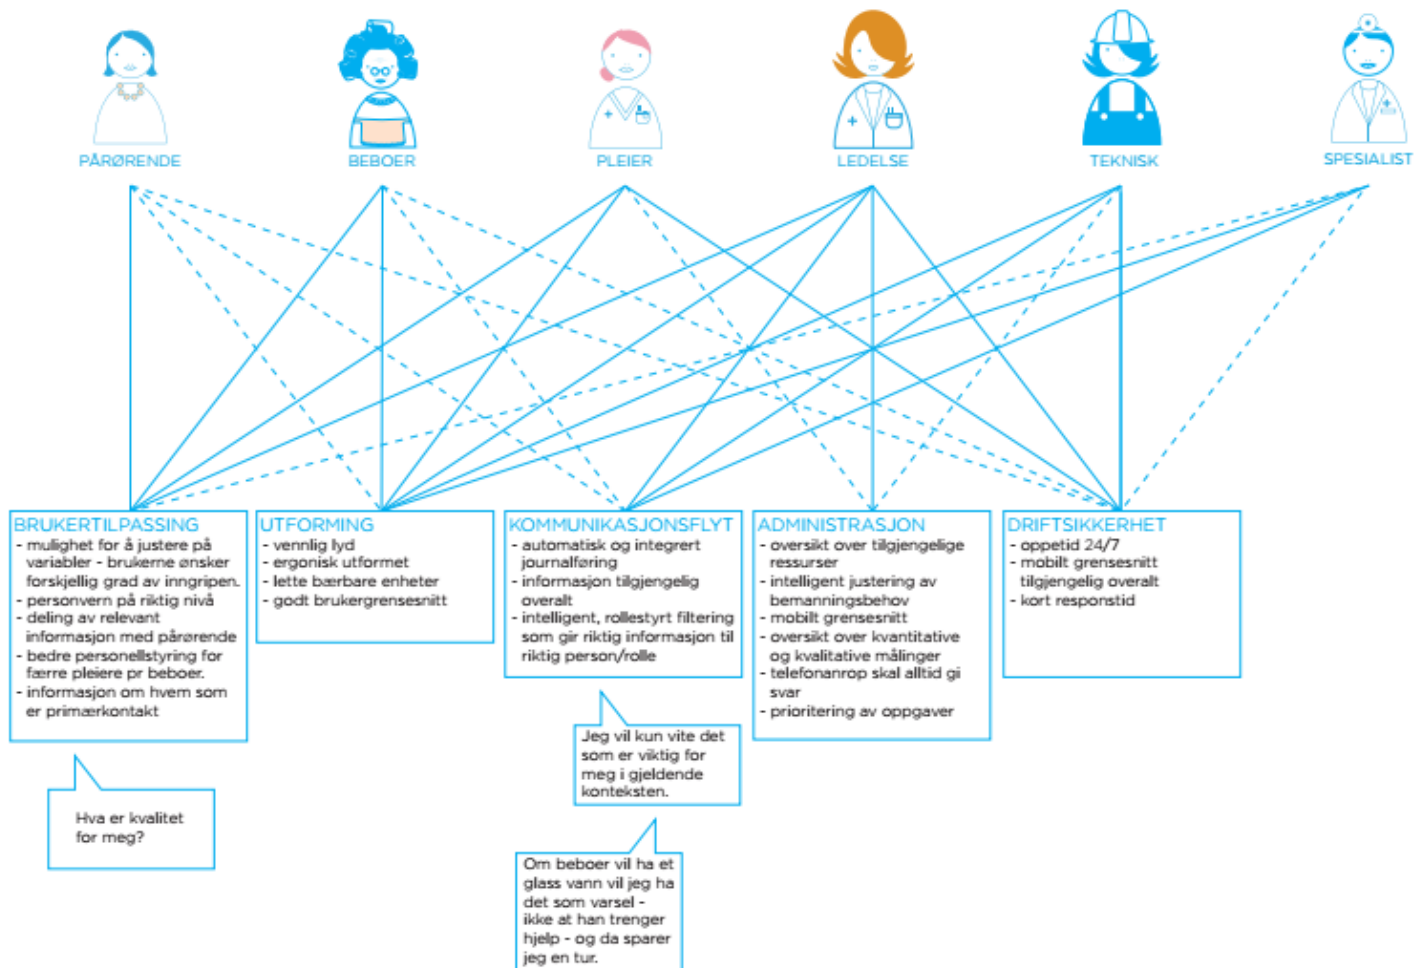 PÅRØRENDE
BEBOER
PLEIER
LEDELSE
TEKNISK
SPESIALIST
BRUKERTILPASSING
- mulighet for å justere på
variabler - brukerne ønsker
forskjellig grad av inngripen.
- personvern på riktig nivå
- deling av relevant
informasjon med pårørende
- bedre personellstyring for
færre pleiere pr beboer.
- informasjon om hvem som
er primærkontakt
UTFORMING
- vennlig lyd
- ergonisk utformet
- lette bærbare enheter
- godt brukergrensesnitt
KOMMUNIKASJONSFLYT
- automatisk og integrert
journalføring
- informasjon tilgjengelig
overalt
- intelligent, rollestyrt filtering
som gir riktig informasjon til
riktig person/rolle
ADMINISTRASJON
- oversikt over tilgjengelige
ressurser
- intelligent justering av
bemanningsbehov
- mobilt grensesnitt
- oversikt over kvantitative
og kvalitative målinger
- telefonanrop skal alltid gi
svar
- prioritering av oppgaver
DRIFTSIKKERHET
- oppetid 24/7
- mobilt grensesnitt
tilgjengelig overalt
- kort responstid
Hva er kvalitet
for meg?
Jeg vil kun vite det
som er viktig for
meg i gjeldende
konteksten.
Om beboer vil ha et
glass vann vil jeg ha
det som varsel -
ikke at han trenger
hjelp - og da sparer
jeg en tur.